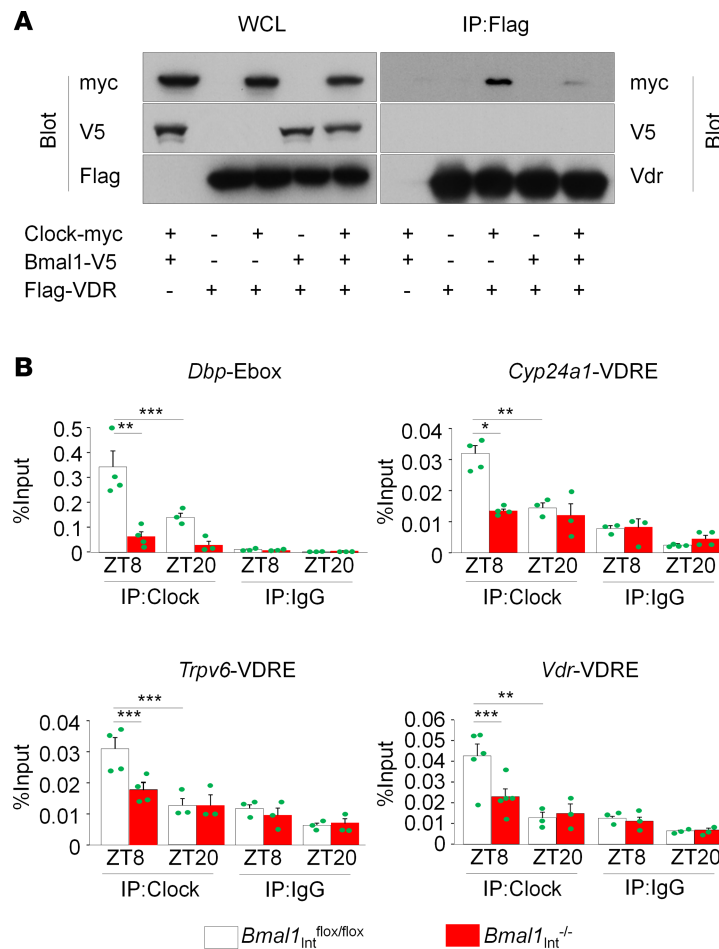 A
WCL IP:Flag
Blot
myc myc
V5 V5
Flag Vdr
Blot
Clock-myc + - + - + + - + - +
Bmal1-V5 + - - + + + - - + +
Flag-VDR - + + + + - + + + +
B
Dbp-Ebox
%Input
0.5
0.4
0.3
0.2
0.1
0
*** **
ZT8 ZT20 ZT8 ZT20
IP:Clock IP:IgG
Cyp24a1-VDRE
%Input
0.04
0.03
0.02
0.01
0
** *
ZT8 ZT20 ZT8 ZT20
IP:Clock IP:IgG
Trpv6-VDRE
%Input
0.04
0.03
0.02
0.01
0
*** ***
ZT8 ZT20 ZT8 ZT20
IP:Clock IP:IgG
Vdr-VDRE
%Input
0.06
0.05
0.04
0.03
0.02
0.01
0
** ***
ZT8 ZT20 ZT8 ZT20
IP:Clock IP:IgG
Bmal1Int flox/flox Bmal1Int-/-